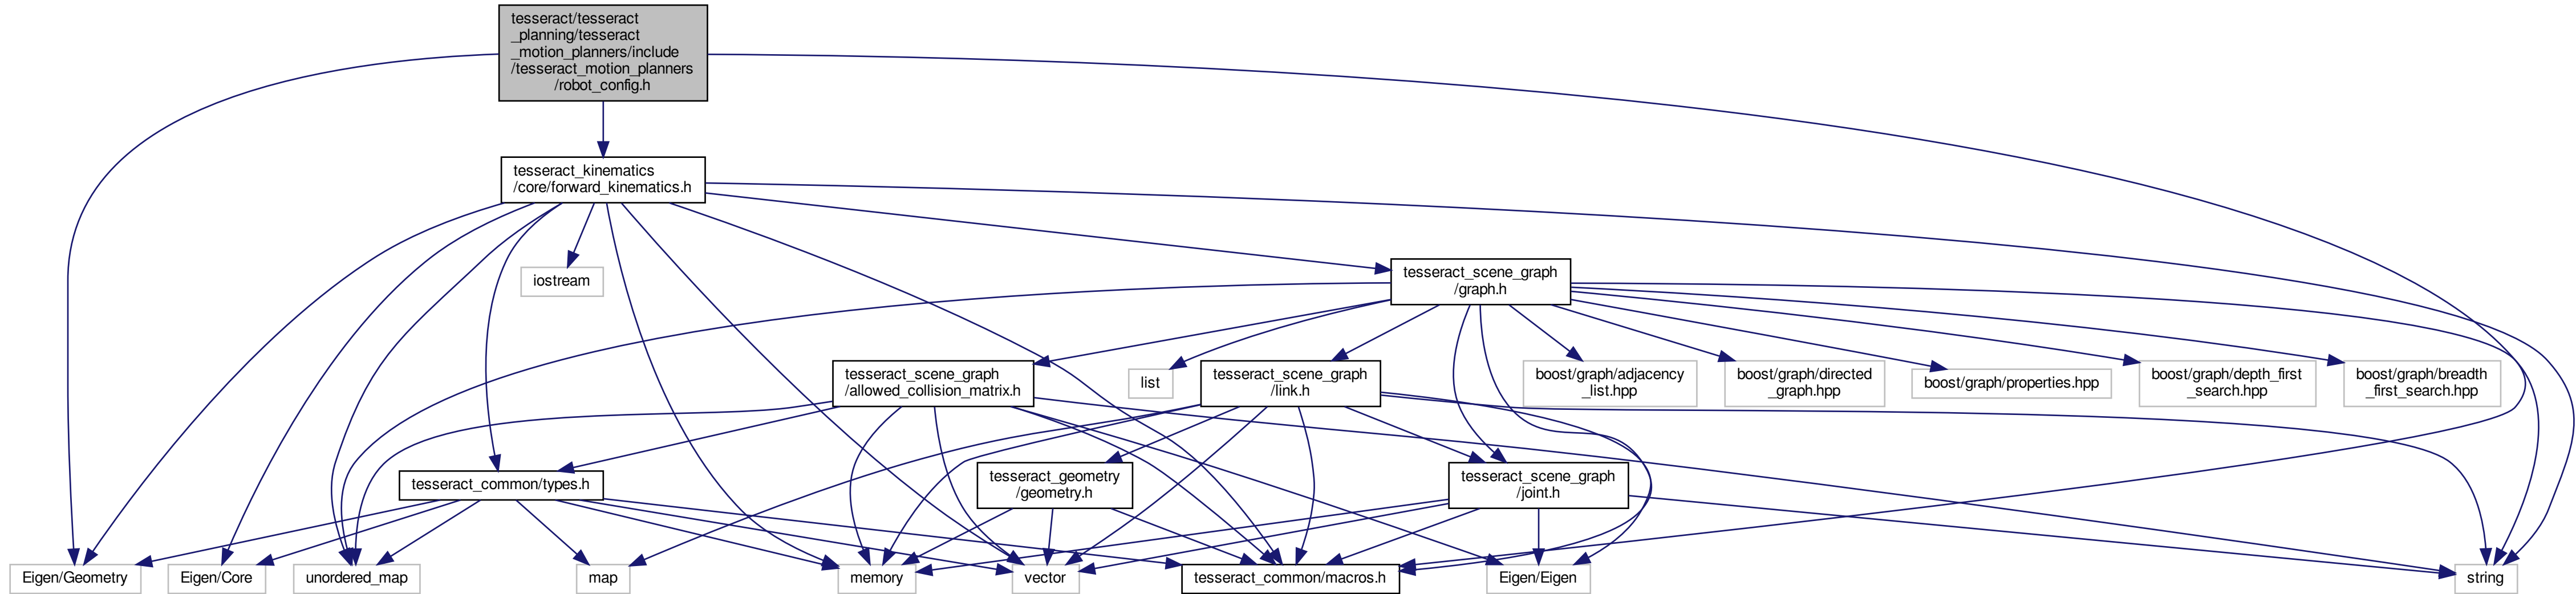 tesseract/tesseract
_planning/tesseract
_motion_planners/include
/tesseract_motion_planners
/robot_config.h
tesseract_kinematics
/core/forward_kinematics.h
iostream
tesseract_scene_graph
/graph.h
tesseract_scene_graph
/allowed_collision_matrix.h
list
tesseract_scene_graph
/link.h
boost/graph/adjacency
_list.hpp
boost/graph/directed
_graph.hpp
boost/graph/properties.hpp
boost/graph/depth_first
_search.hpp
boost/graph/breadth
_first_search.hpp
tesseract_common/types.h
tesseract_geometry
/geometry.h
tesseract_scene_graph
/joint.h
Eigen/Geometry
Eigen/Core
unordered_map
map
memory
vector
tesseract_common/macros.h
Eigen/Eigen
string